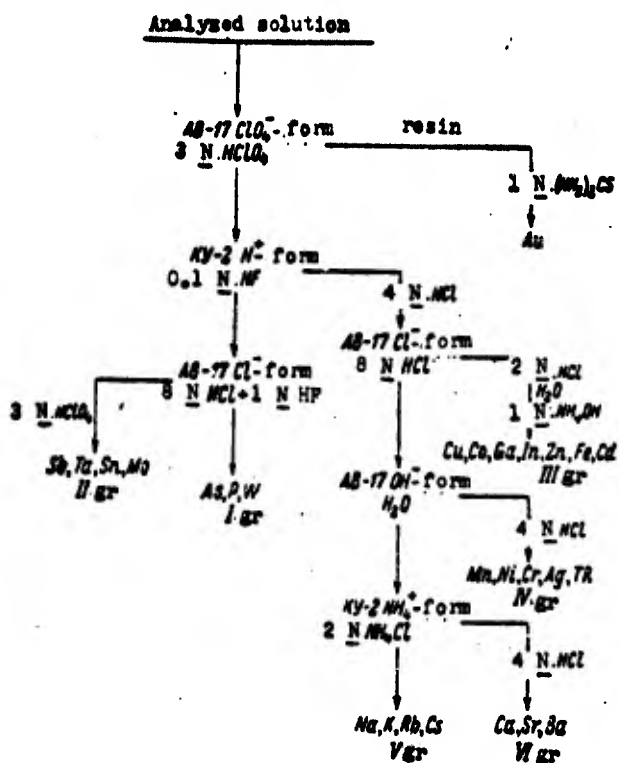 Analyzed solution
AB-17 ClO₄⁻-form
resin
3 N.HClO₄
1 N.(NH₂)₂CS
Au
КУ-2 H⁺-form
0.1 N.HF
4 N.HCl
AB-17 Cl⁻-form
8 N HCl
2 N.HCl
H₂O
1 N.NH₄OH
AB-17 Cl⁻-form
8 N HCl+1 N HF
3 N.HClO₄
Cu,Co,Ga,In,Zn,Fe,Cd
III gr
Sb,Ta,Sn,Mo
II gr
As,P,W
I gr
AB-17 OH⁻-form
H₂O
4 N.HCl
Mn,Ni,Cr,Ag,TR
IV gr
КУ-2 NH₄⁺-form
2 N NH₄Cl
4 N.HCl
Na,K,Rb,Cs
V gr
Ca,Sr,Ba
VI gr